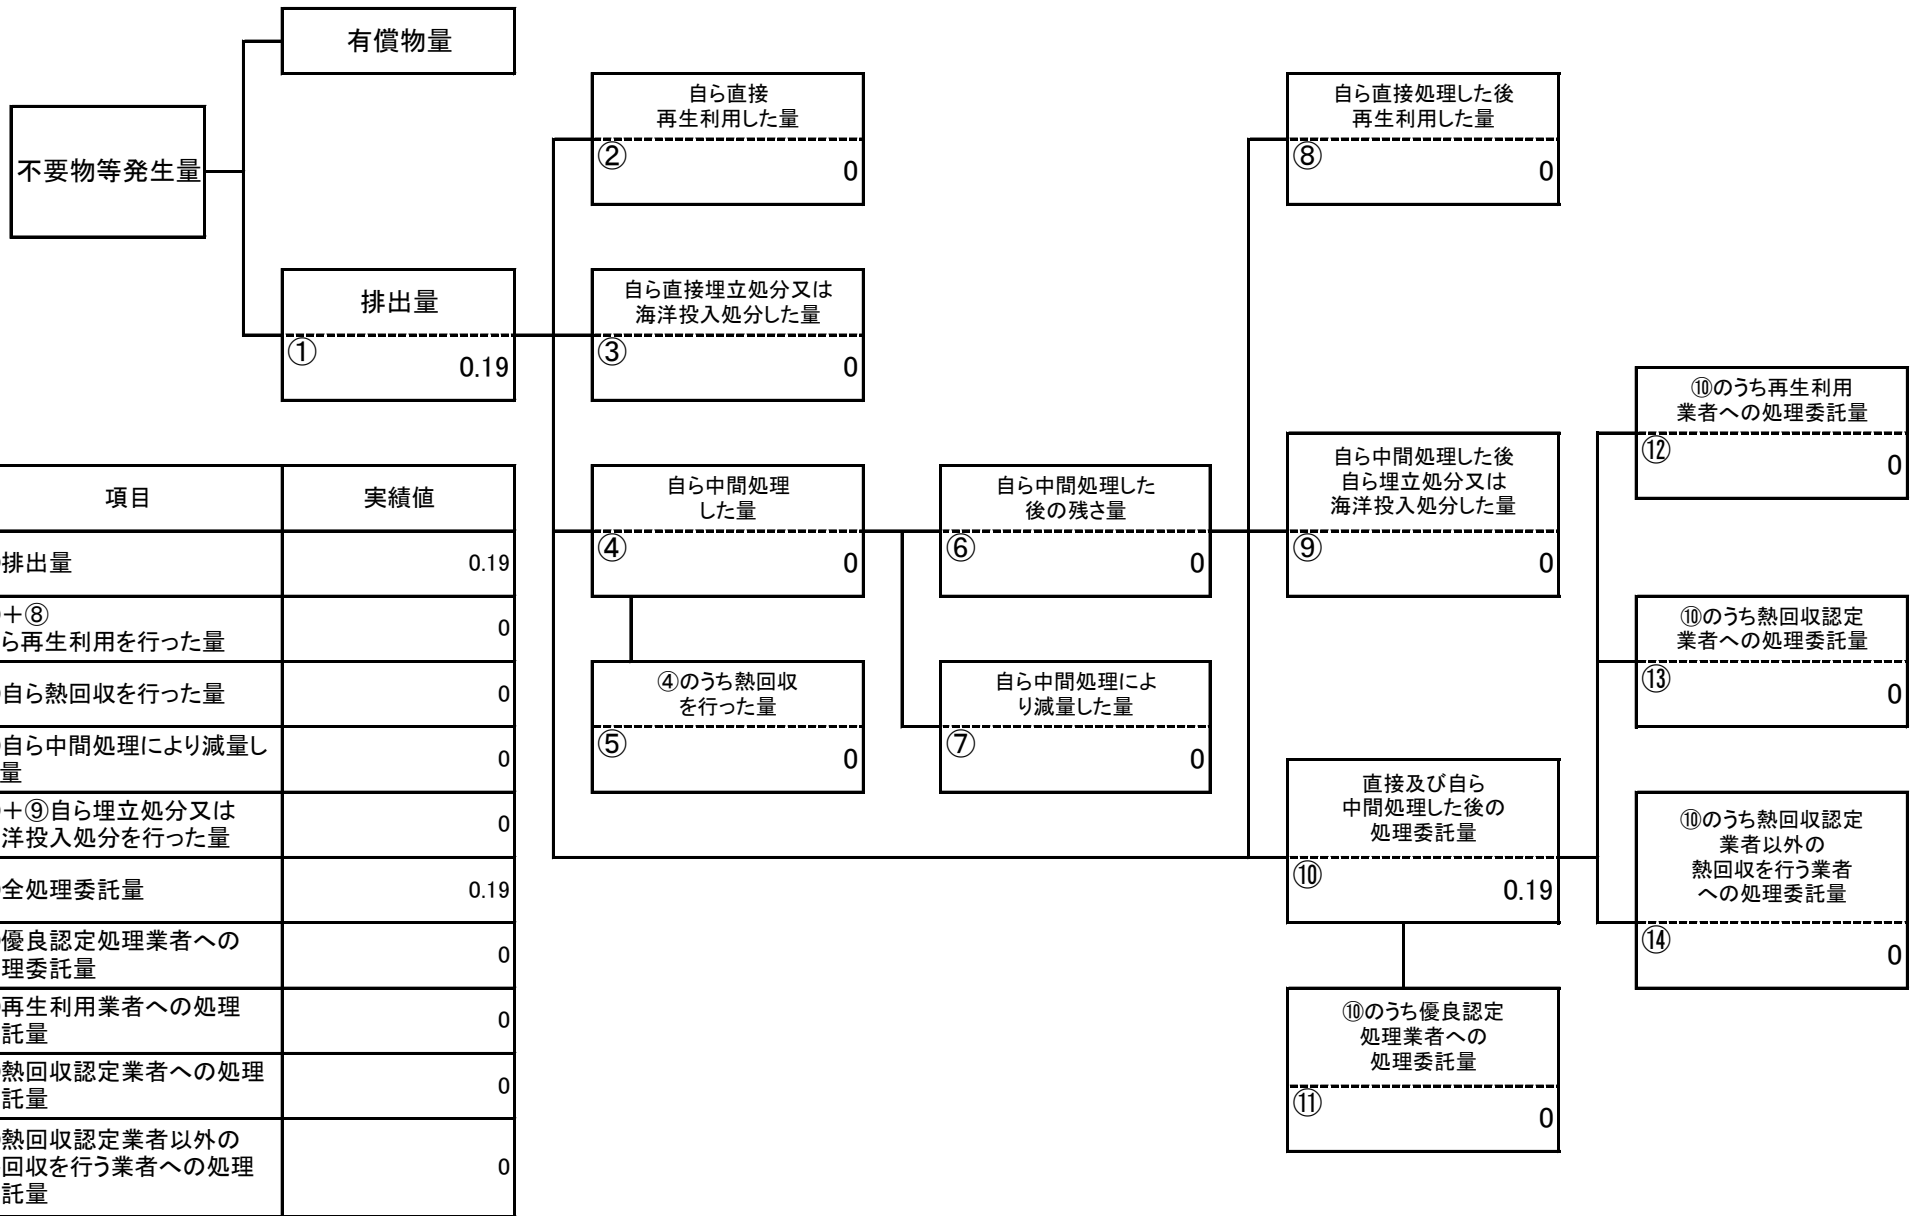 有償物量
不要物等発生量
排出量
①
0.19
自ら直接
再生利用した量
②
0
自ら直接埋立処分又は
海洋投入処分した量
③
0
自ら中間処理
した量
④
0
④のうち熱回収
を行った量
⑤
0
自ら中間処理した
後の残さ量
⑥
0
自ら中間処理によ
り減量した量
⑦
0
自ら直接処理した後
再生利用した量
⑧
0
自ら中間処理した後
自ら埋立処分又は
海洋投入処分した量
⑨
0
直接及び自ら
中間処理した後の
処理委託量
⑩
0.19
⑩のうち優良認定
処理業者への
処理委託量
⑪
0
⑩のうち再生利用
業者への処理委託量
⑫
0
⑩のうち熱回収認定
業者への処理委託量
⑬
0
⑩のうち熱回収認定
業者以外の
熱回収を行う業者
への処理委託量
⑭
0
項目 実績値
排出量 0.19
+⑧
ら再生利用を行った量 0
自ら熱回収を行った量 0
自ら中間処理により減量し
量 0
+⑨自ら埋立処分又は
洋投入処分を行った量 0
全処理委託量 0.19
優良認定処理業者への
理委託量 0
再生利用業者への処理
託量 0
熱回収認定業者への処理
託量 0
熱回収認定業者以外の
回収を行う業者への処理
託量 0